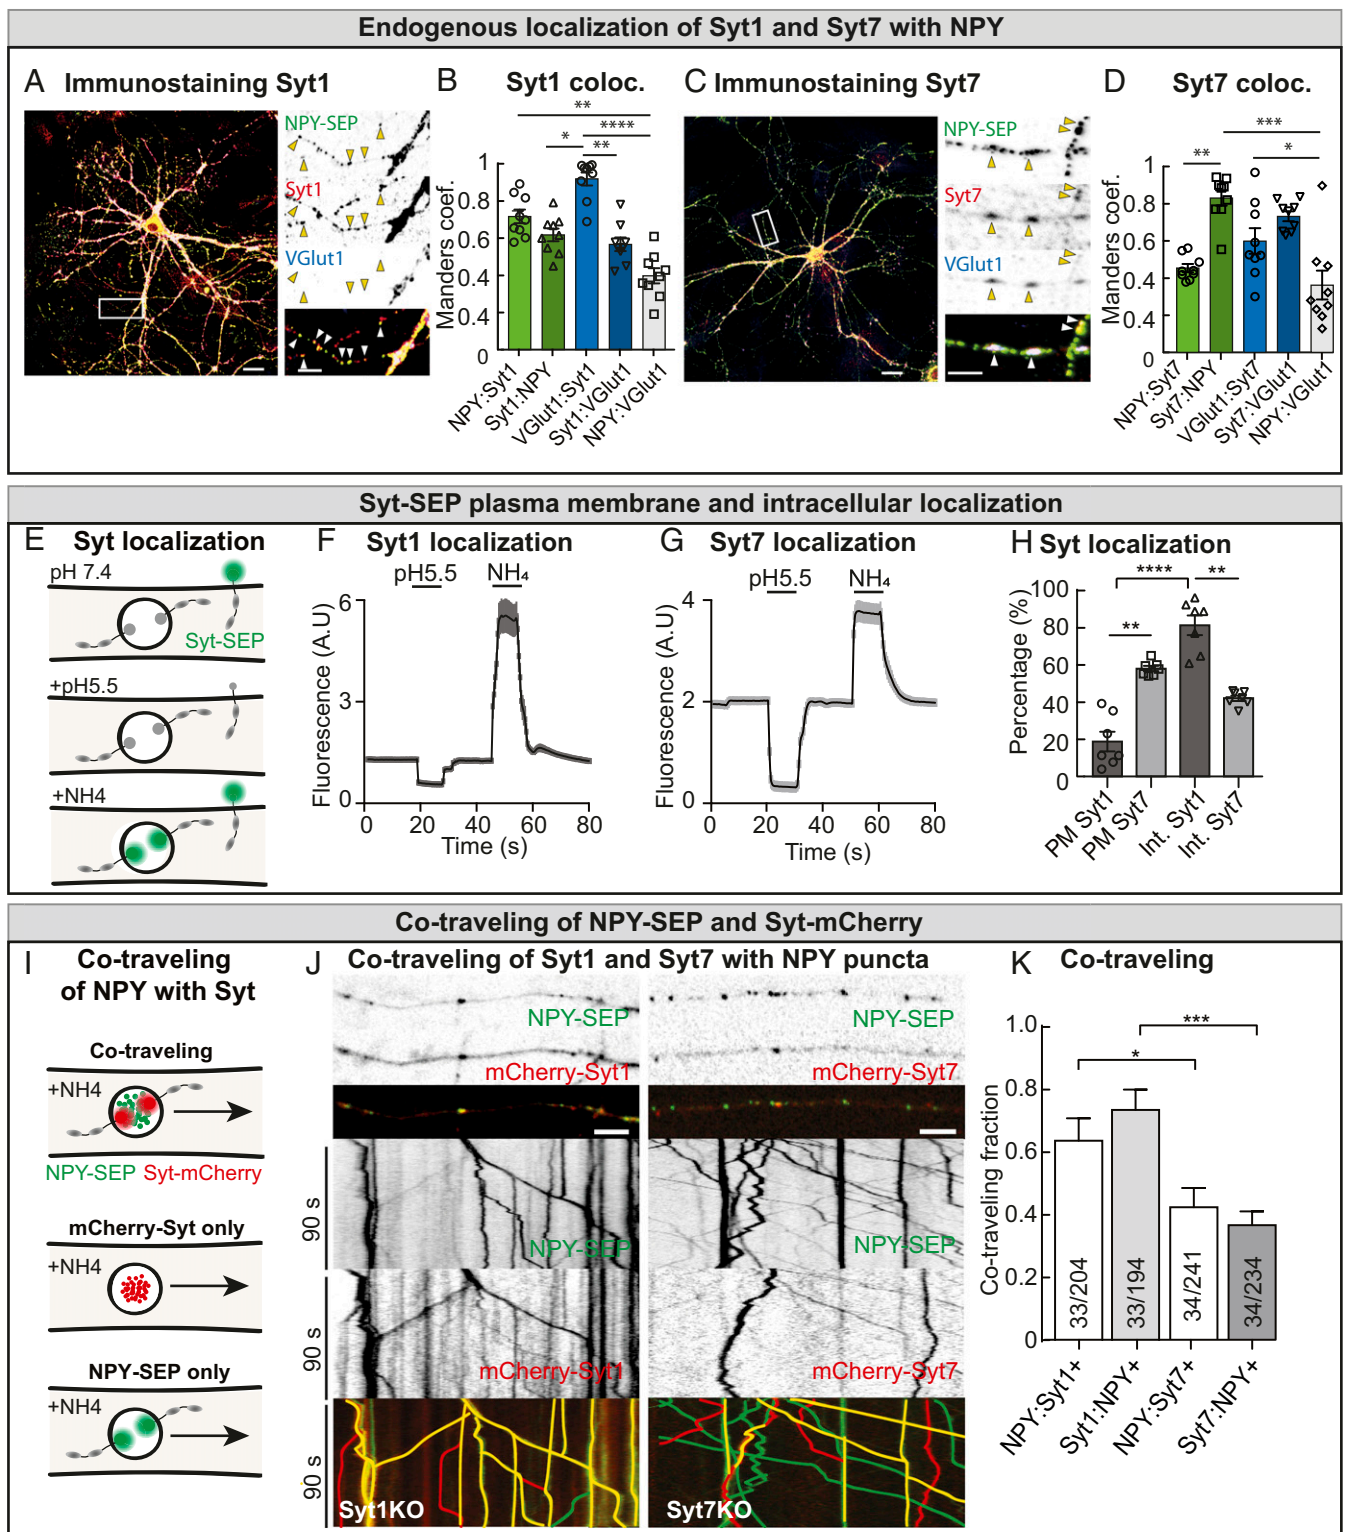 Endogenous localization of Syt1 and Syt7 with NPY
A Immunostaining Syt1
NPY-SEP
Syt1
VGlut1
B Syt1 coloc.
**
****
*
**
Manders coef.
1
0.8
0.6
0.4
0.4
0
NPY:Syt1
Syt1:NPY
VGlut1:Syt1
Syt1:VGlut1
NPY:VGlut1
C Immunostaining Syt7
NPY-SEP
Syt7
VGlut1
D Syt7 coloc.
***
**
*
Manders coef.
1
0.8
0.6
0.4
0.4
0
NPY:Syt7
Syt7:NPY
VGlut1:Syt7
Syt7:VGlut1
NPY:VGlut1
Syt-SEP plasma membrane and intracellular localization
E Syt localization
pH 7.4
Syt-SEP
+pH5.5
+NH4
F Syt1 localization
pH5.5 NH₄
Fluorescence (A.U)
6
3
0
0 20 40 60 80
Time (s)
G Syt7 localization
pH5.5 NH₄
Fluorescence (A.U)
4
2
0
0 20 40 60 80
Time (s)
H Syt localization
**** **
**
Percentage (%)
100
80
60
40
20
0
PM Syt1
PM Syt7
Int. Syt1
Int. Syt7
Co-traveling of NPY-SEP and Syt-mCherry
I Co-traveling
of NPY with Syt
Co-traveling
+NH4
NPY-SEP Syt-mCherry
mCherry-Syt only
+NH4
NPY-SEP only
+NH4
J Co-traveling of Syt1 and Syt7 with NPY puncta
NPY-SEP
mCherry-Syt1
90 s
NPY-SEP
90 s
mCherry-Syt1
90 s
Syt1KO
NPY-SEP
mCherry-Syt7
NPY-SEP
mCherry-Syt7
Syt7KO
K Co-traveling
***
*
Co-traveling fraction
1.0
0.8
0.6
0.4
0.2
0
33/204
33/194
34/241
34/234
NPY:Syt1+
Syt1:NPY+
NPY:Syt7+
Syt7:NPY+